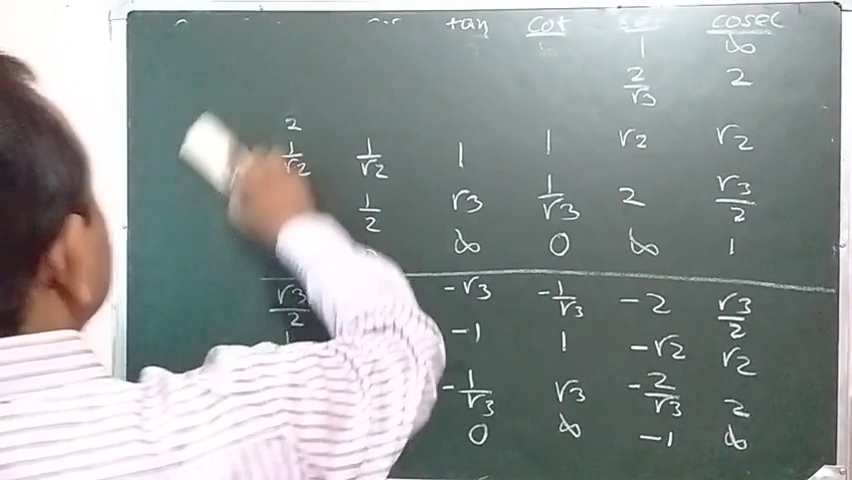 tan cot sec cosec
1 ∞
2/√3 2
2
1/√2 1/√2 1 1 √2 √2
1/2 √3 1/√3 2 √3/2
∞ 0 ∞ 1
√3/2 -√3 -1/√3 -2 √3/2
-1 1 -√2 √2
-1/√3 √3 -2/√3 2
0 ∞ -1 ∞